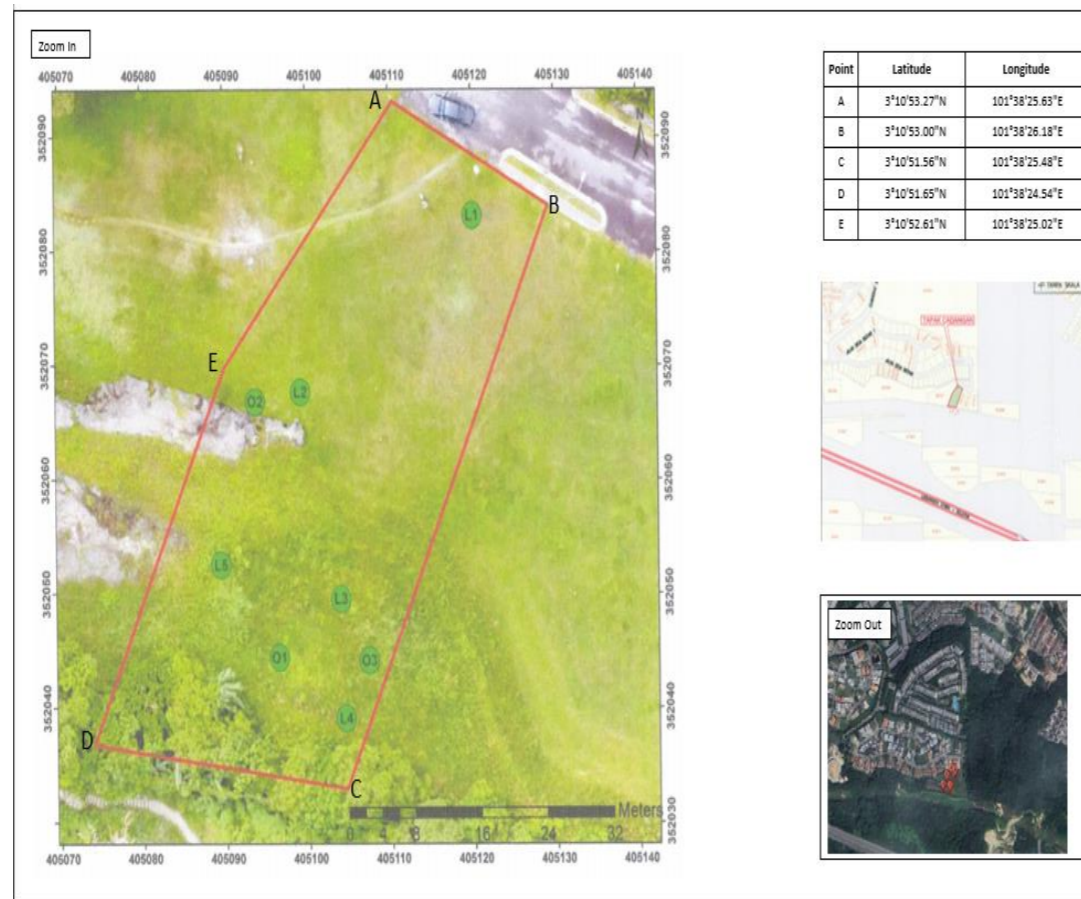 Zoom In
405070 405080 405090 405100 405110 405120 405130 405140
A
N
352090
352090
B
L1
352080
352080
E
352070
352070
O2
L2
352060
352060
L5
352050
352050
L3
O1
O3
352040
352040
L4
D
C
Meters
0 4 8 16 24 32
352030
405070 405080 405090 405100 405110 405120 405130 405140
Point Latitude Longitude
A 3°10'53.27"N 101°38'25.63"E
B 3°10'53.00"N 101°38'26.18"E
C 3°10'51.56"N 101°38'25.48"E
D 3°10'51.65"N 101°38'24.54"E
E 3°10'52.61"N 101°38'25.02"E
TAPAK CADANGAN
Zoom Out